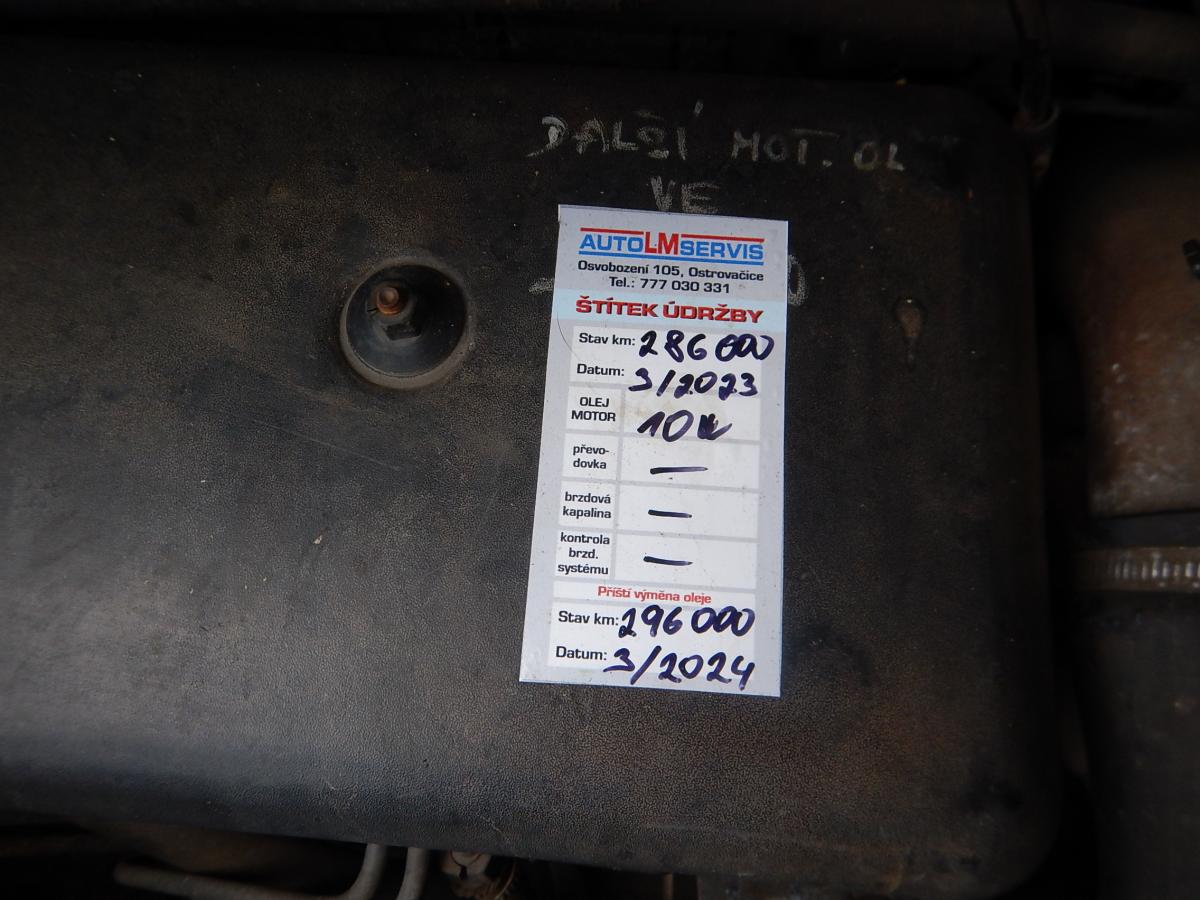 DALŠÍ MOT. OL
VE
AUTOLMSERVIS
Osvobození 105, Ostrovačice
Tel.: 777 030 331
ŠTÍTEK ÚDRŽBY
Stav km: 286 000
Datum: 3/2023
OLEJ MOTOR 10W
převo-
dovka —
brzdová
kapalina —
kontrola
brzd.
systému —
Příští výměna oleje
Stav km: 296 000
Datum: 3/2024